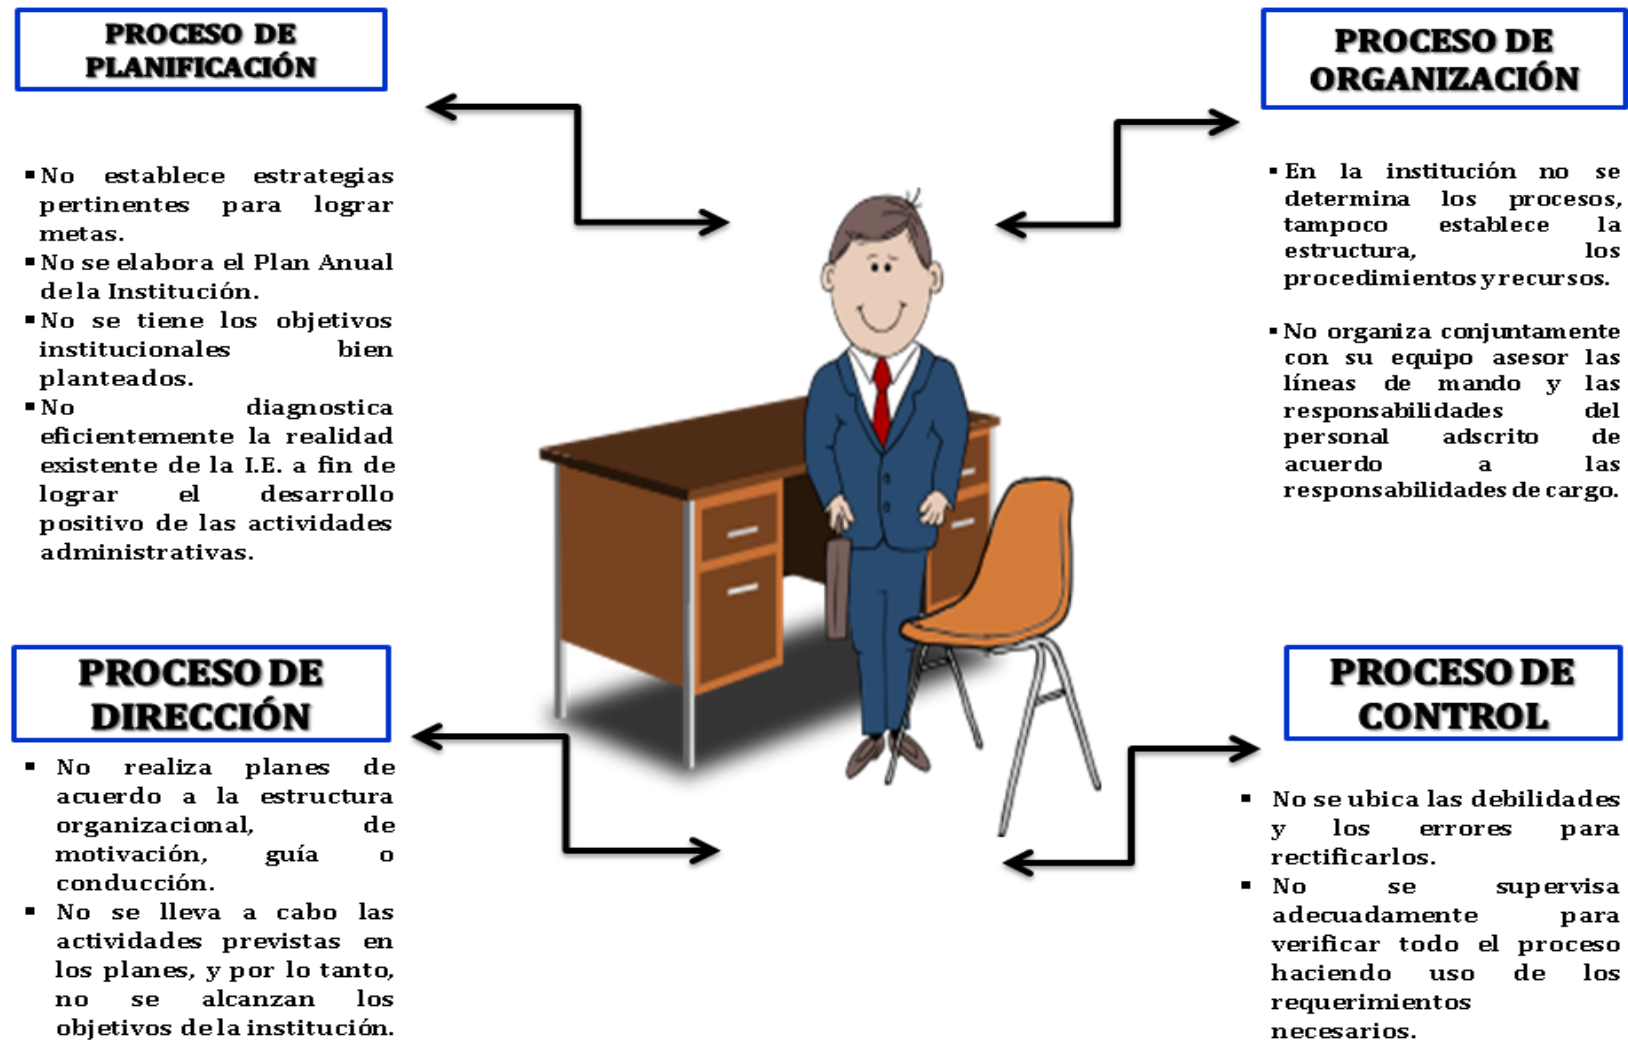 PROCESO DE
PLANIFICACIÓN
▪ No establece estrategias
pertinentes para lograr
metas.
▪ No se elabora el Plan Anual
de la Institución.
▪ No se tiene los objetivos
institucionales bien
planteados.
▪ No diagnostica
eficientemente la realidad
existente de la I.E. a fin de
lograr el desarrollo
positivo de las actividades
administrativas.
PROCESO DE
ORGANIZACIÓN
▪ En la institución no se
determina los procesos,
tampoco establece la
estructura, los
procedimientos y recursos.
▪ No organiza conjuntamente
con su equipo asesor las
líneas de mando y las
responsabilidades del
personal adscrito de
acuerdo a las
responsabilidades de cargo.
PROCESO DE
DIRECCIÓN
▪ No realiza planes de
acuerdo a la estructura
organizacional, de
motivación, guía o
conducción.
▪ No se lleva a cabo las
actividades previstas en
los planes, y por lo tanto,
no se alcanzan los
objetivos de la institución.
PROCESO DE
CONTROL
▪ No se ubica las debilidades
y los errores para
rectificarlos.
▪ No se supervisa
adecuadamente para
verificar todo el proceso
haciendo uso de los
requerimientos
necesarios.